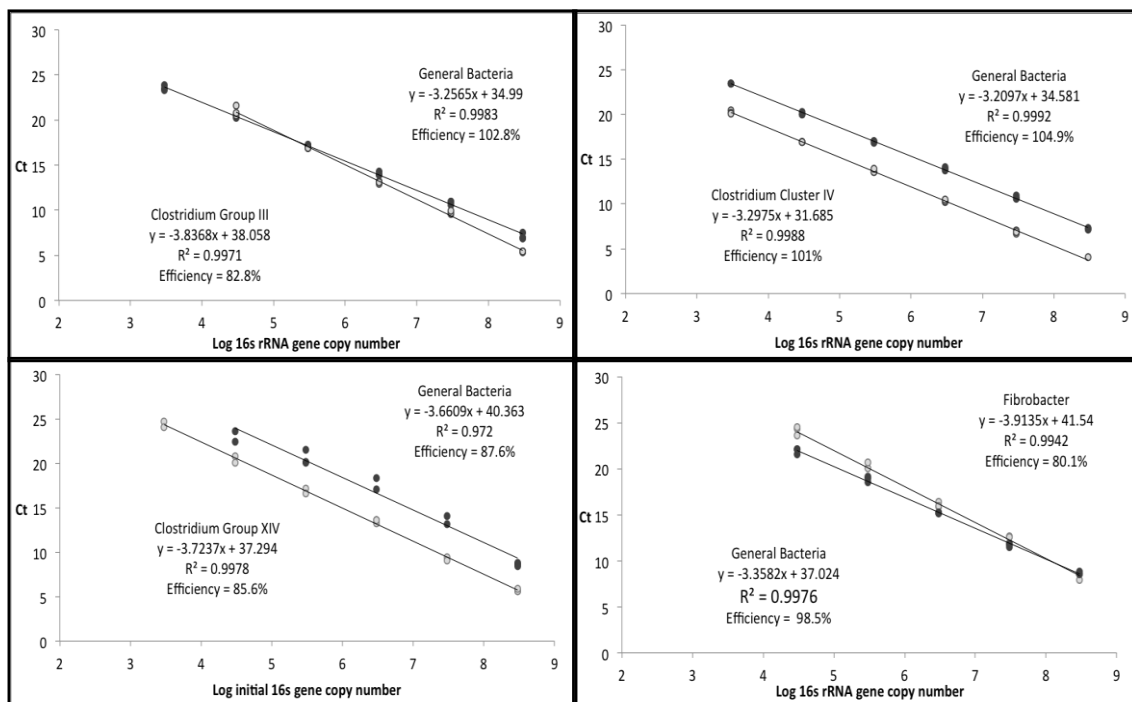 30
25
20
15
10
5
0
Ct
General Bacteria
y = -3.2565x + 34.99
R² = 0.9983
Efficiency = 102.8%
Clostridium Group III
y = -3.8368x + 38.058
R² = 0.9971
Efficiency = 82.8%
2 3 4 5 6 7 8 9
Log 16s rRNA gene copy number
30
25
20
15
10
5
0
Ct
General Bacteria
y = -3.2097x + 34.581
R² = 0.9992
Efficiency = 104.9%
Clostridium Cluster IV
y = -3.2975x + 31.685
R² = 0.9988
Efficiency = 101%
2 3 4 5 6 7 8 9
Log 16s rRNA gene copy number
30
25
20
15
10
5
0
Ct
General Bacteria
y = -3.6609x + 40.363
R² = 0.972
Efficiency = 87.6%
Clostridium Group XIV
y = -3.7237x + 37.294
R² = 0.9978
Efficiency = 85.6%
2 3 4 5 6 7 8 9
Log initial 16s gene copy number
30
25
20
15
10
5
0
Ct
Fibrobacter
y = -3.9135x + 41.54
R² = 0.9942
Efficiency = 80.1%
General Bacteria
y = -3.3582x + 37.024
R² = 0.9976
Efficiency = 98.5%
2 3 4 5 6 7 8 9
Log 16s rRNA gene copy number